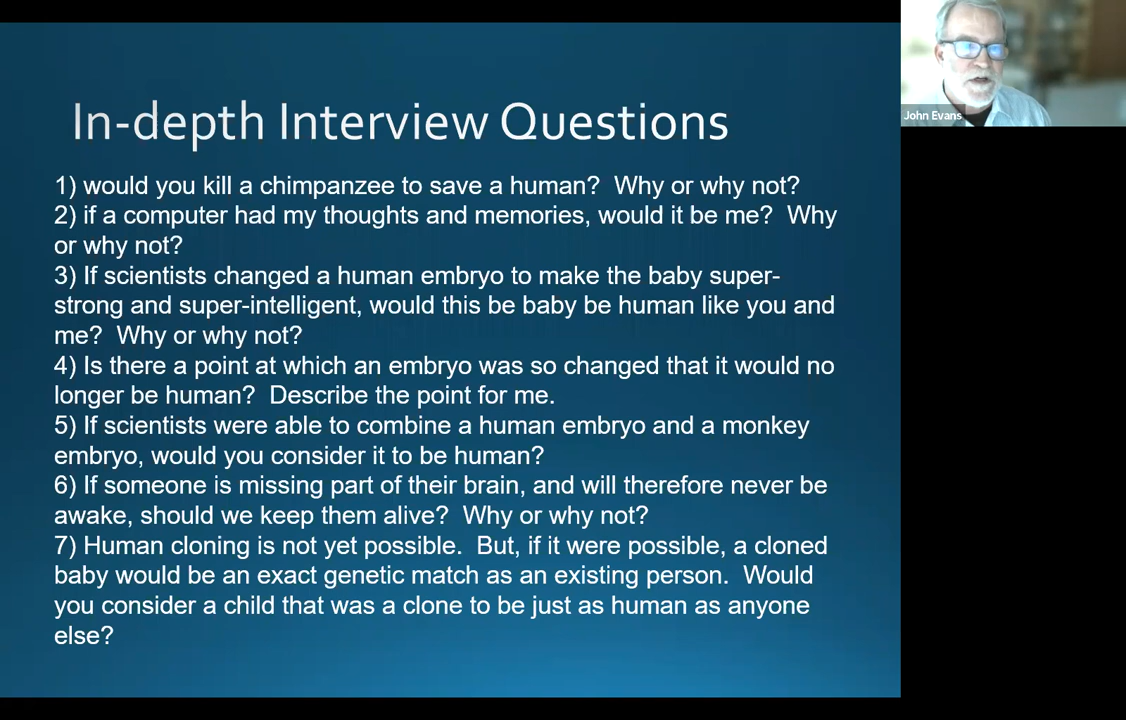 In-depth Interview Questions
1) would you kill a chimpanzee to save a human?  Why or why not?
2) if a computer had my thoughts and memories, would it be me?  Why
or why not?
3) If scientists changed a human embryo to make the baby super-
strong and super-intelligent, would this be baby be human like you and
me?  Why or why not?
4) Is there a point at which an embryo was so changed that it would no
longer be human?  Describe the point for me.
5) If scientists were able to combine a human embryo and a monkey
embryo, would you consider it to be human?
6) If someone is missing part of their brain, and will therefore never be
awake, should we keep them alive?  Why or why not?
7) Human cloning is not yet possible.  But, if it were possible, a cloned
baby would be an exact genetic match as an existing person.  Would
you consider a child that was a clone to be just as human as anyone
else?
John Evans